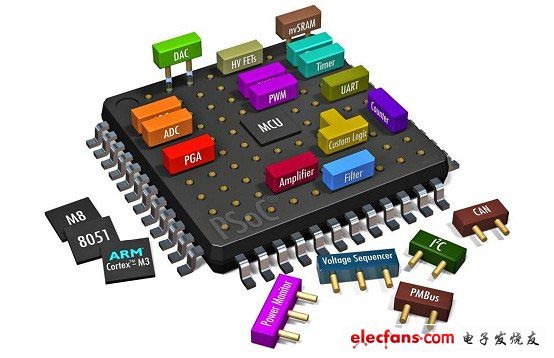 nvSRAM
DAC
HV FETs
Timer
PWM
UART
Counter
ADC
MCU
Custom Logic
PGA
Amplifier
Filter
PSoC
M8
8051
ARM
Cortex™ M3
CAN
I²C
Voltage Sequencer
PMBus
Power Monitor
elecfans.com 电子发烧友